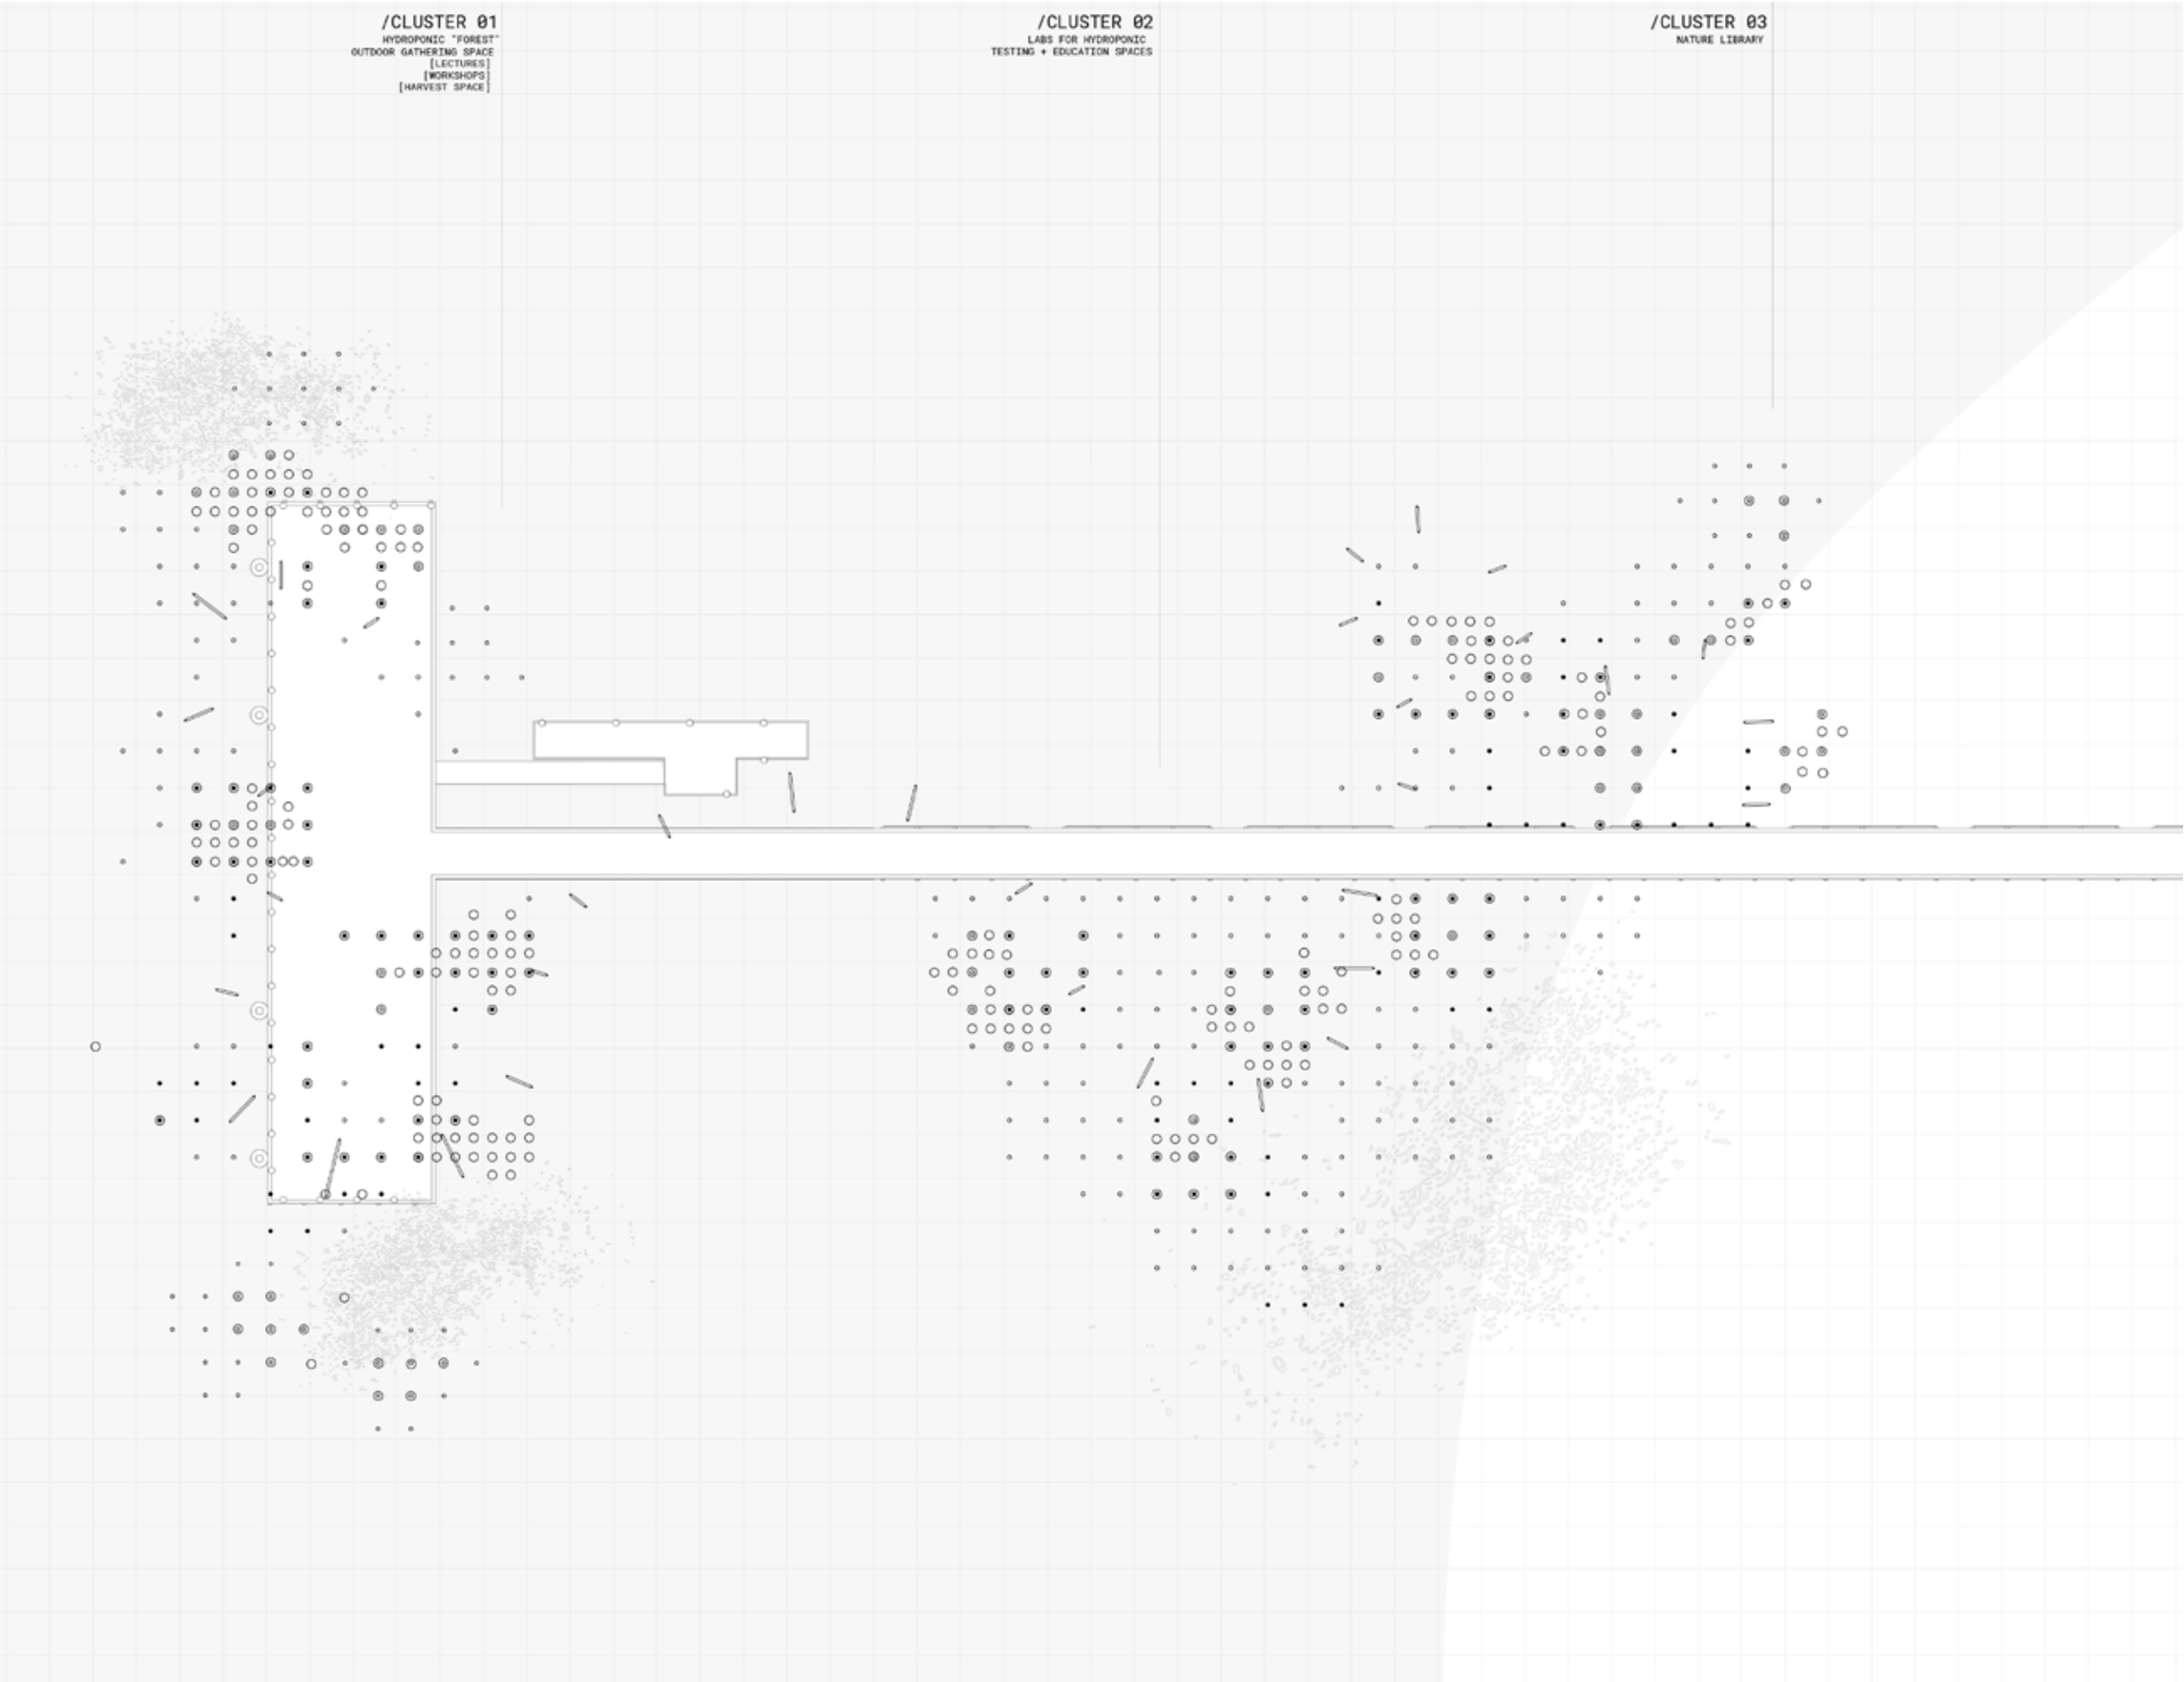 /CLUSTER 01
HYDROPONIC "FOREST"
OUTDOOR GATHERING SPACE
[LECTURES]
[WORKSHOPS]
[HARVEST SPACE]
/CLUSTER 02
LABS FOR HYDROPONIC
TESTING + EDUCATION SPACES
/CLUSTER 03
NATURE LIBRARY